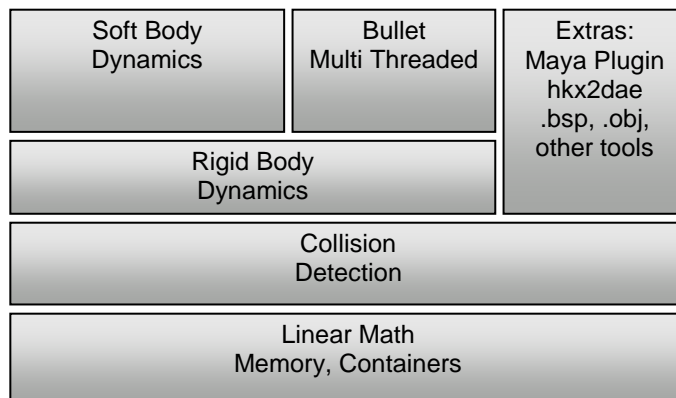 Soft Body
Dynamics
Bullet
Multi Threaded
Extras:
Maya Plugin
hkx2dae
.bsp, .obj,
other tools
Rigid Body
Dynamics
Collision
Detection
Linear Math
Memory, Containers